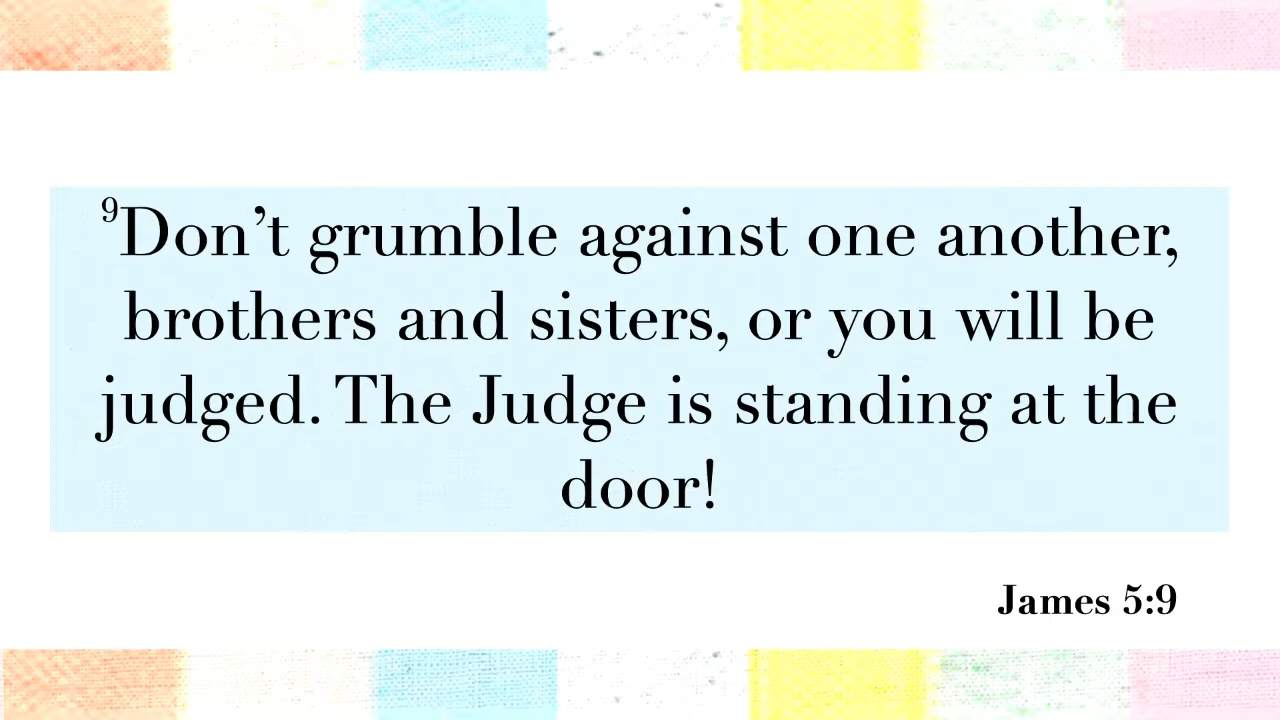 ⁹Don’t grumble against one another,
brothers and sisters, or you will be
judged. The Judge is standing at the
door!
James 5:9